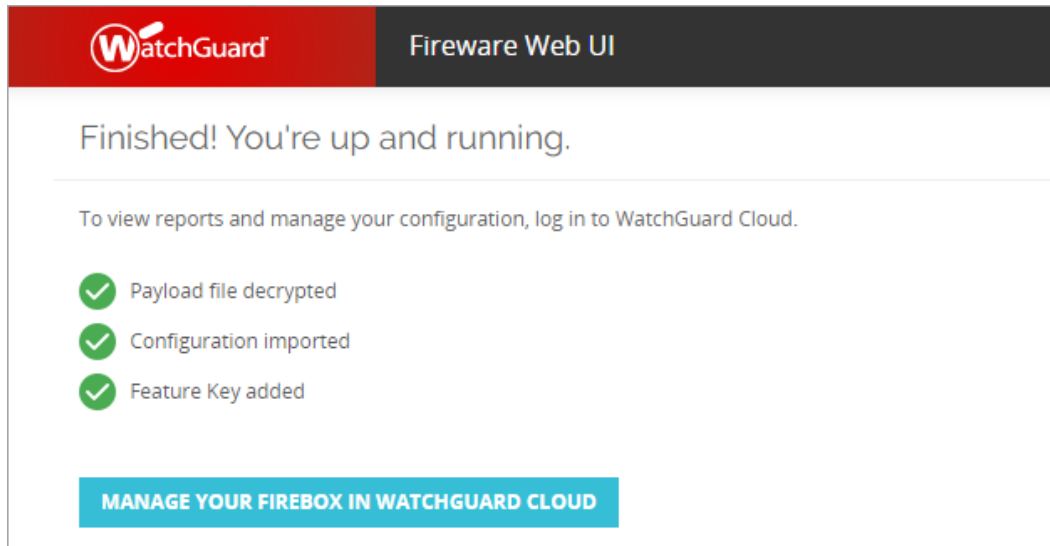 WatchGuard
Fireware Web UI
Finished! You're up and running.
To view reports and manage your configuration, log in to WatchGuard Cloud.
Payload file decrypted
Configuration imported
Feature Key added
MANAGE YOUR FIREBOX IN WATCHGUARD CLOUD